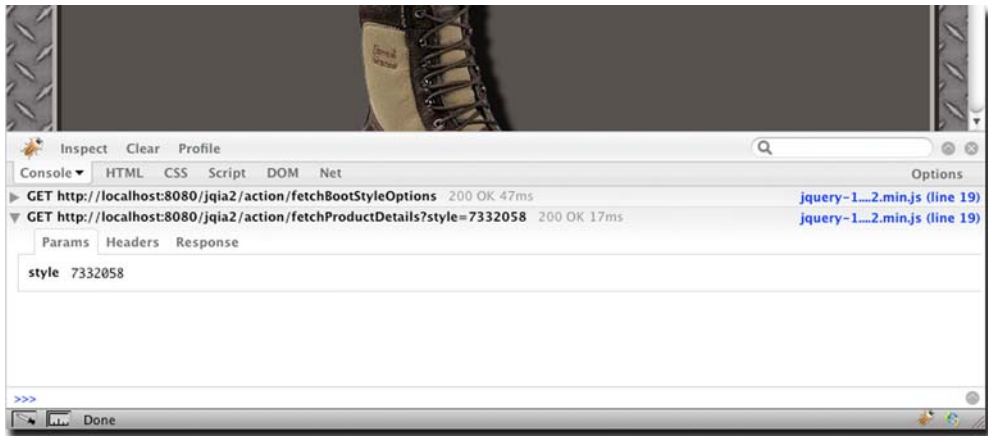 Inspect Clear Profile
Console HTML CSS Script DOM Net Options
GET http://localhost:8080/jqia2/action/fetchBootStyleOptions 200 OK 47ms jquery-1....2.min.js (line 19)
GET http://localhost:8080/jqia2/action/fetchProductDetails?style=7332058 200 OK 17ms jquery-1....2.min.js (line 19)
Params Headers Response
style 7332058
>>>
Done